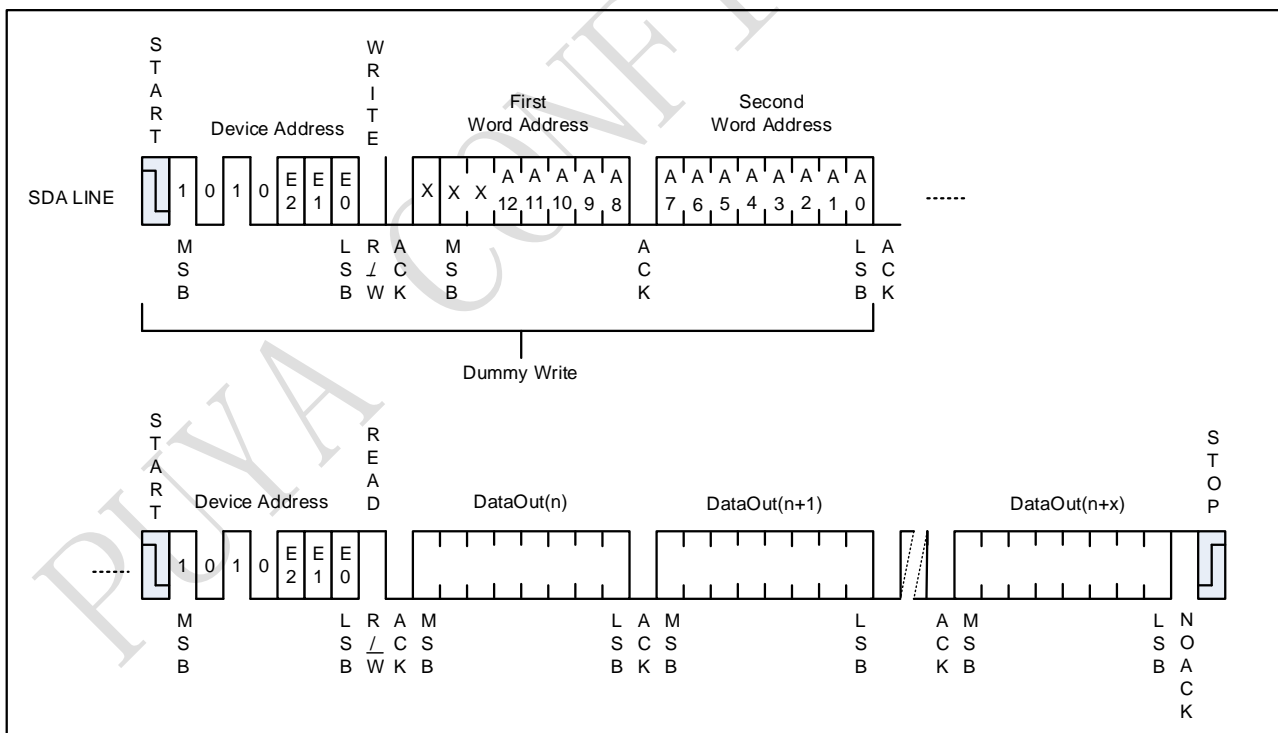 PUYA CONFI
START
WRITE
Device Address
First
Word Address
Second
Word Address
SDA LINE
1 0 1 0 E2 E1 E0
X X X A12 A11 A10 A9 A8
A7 A6 A5 A4 A3 A2 A1 A0
MSB
LSB
R/W
ACK
MSB
ACK
LSB
ACK
Dummy Write
START
READ
STOP
Device Address
DataOut(n)
DataOut(n+1)
DataOut(n+x)
1 0 1 0 E2 E1 E0
MSB
LSB
R/W
ACK
MSB
LSB
ACK
MSB
LSB
ACK
MSB
LSB
NOACK